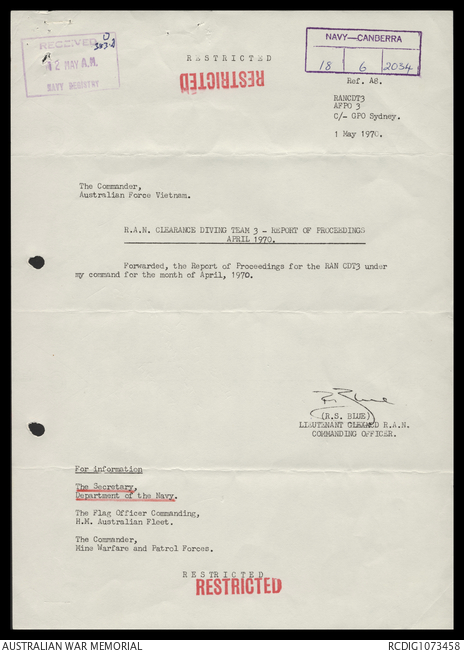 RECEIVED
12 MAY A.M.
NAVY REGISTRY
RESTRICTED
RESTRICTED
NAVY—CANBERRA
18 6 2034
Ref. A8.
RANCDT3
AFPO 3
C/- GPO Sydney.
1 May 1970.
The Commander,
Australian Force Vietnam.
R.A.N. CLEARANCE DIVING TEAM 3 - REPORT OF PROCEEDINGS
APRIL 1970.
Forwarded, the Report of Proceedings for the RAN CDT3 under
my command for the month of April, 1970.
R. Blue
(R.S. BLUE)
LIEUTENANT R.A.N.
COMMANDING OFFICER.
For information
The Secretary,
Department of the Navy.
The Flag Officer Commanding,
H.M. Australian Fleet.
The Commander,
Mine Warfare and Patrol Forces.
RESTRICTED
RESTRICTED
AUSTRALIAN WAR MEMORIAL
RCDIG1073458